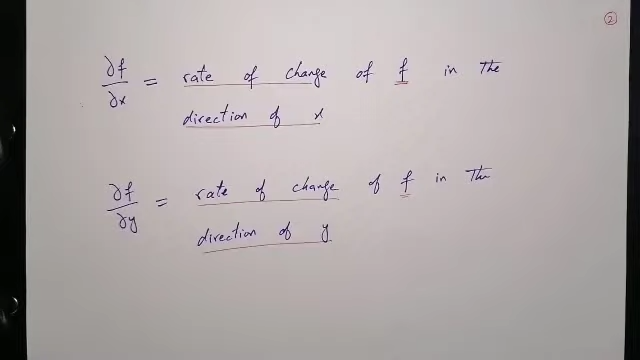 ②
∂f/∂x = rate of change of f in the
direction of x
∂f/∂y = rate of change of f in the
direction of y